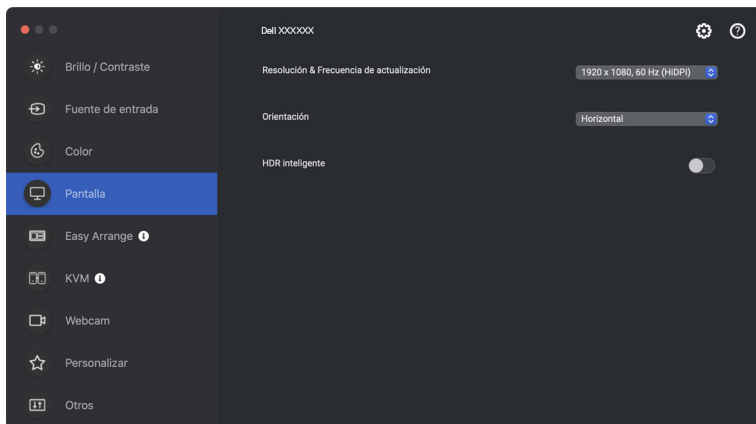 Dell XXXXXX
Brillo / Contraste
Fuente de entrada
Color
Pantalla
Easy Arrange
KVM
Webcam
Personalizar
Otros
Resolución & Frecuencia de actualización
1920 x 1080, 60 Hz (HiDPI)
Orientación
Horizontal
HDR inteligente